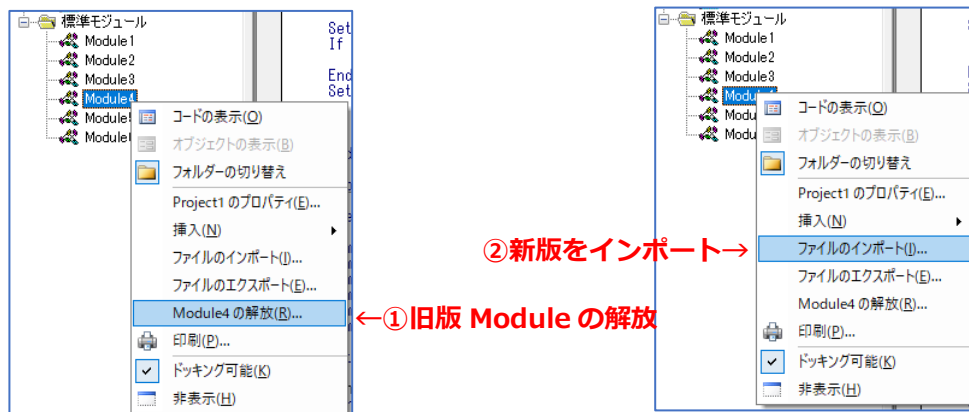 標準モジュール
Module1
Module2
Module3
Module4
Set
If
End
Set
コードの表示(O)
オブジェクトの表示(B)
フォルダーの切り替え
Project1 のプロパティ(E)...
挿入(N)
ファイルのインポート(I)...
ファイルのエクスポート(E)...
Module4 の解放(R)...
印刷(P)...
ドッキング可能(K)
非表示(H)
←①旧版 Module の解放
②新版をインポート→
標準モジュール
Module1
Module2
Module3
コードの表示(O)
オブジェクトの表示(B)
フォルダーの切り替え
Project1 のプロパティ(E)...
挿入(N)
ファイルのインポート(I)...
ファイルのエクスポート(E)...
Module4 の解放(R)...
印刷(P)...
ドッキング可能(K)
非表示(H)